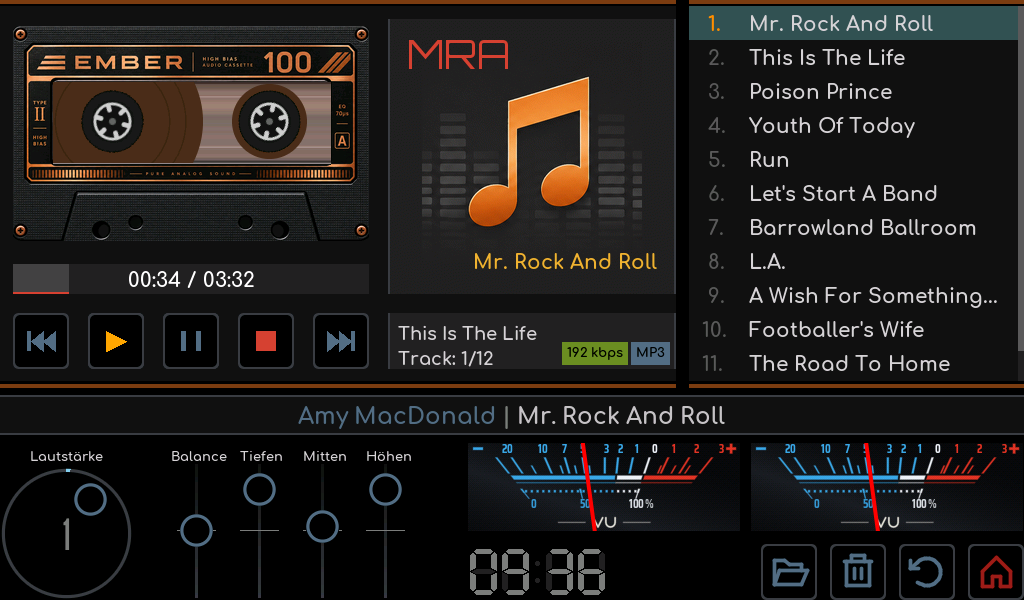 EMBER
HIGH BIAS
AUDIO CASSETTE
100
TYPE
II
HIGH
BIAS
EQ
70µs
A
PURE ANALOG SOUND
00:34 / 03:32
MRA
Mr. Rock And Roll
This Is The Life
Track: 1/12
192 kbps
MP3
1. Mr. Rock And Roll
2. This Is The Life
3. Poison Prince
4. Youth Of Today
5. Run
6. Let's Start A Band
7. Barrowland Ballroom
8. L.A.
9. A Wish For Something...
10. Footballer's Wife
11. The Road To Home
Amy MacDonald | Mr. Rock And Roll
Lautstärke
1
Balance
Tiefen
Mitten
Höhen
− 20 10 7 5 3 2 1 0 1 2 3 +
0 50 100 %
VU
− 20 10 7 5 3 2 1 0 1 2 3 +
0 50 100 %
VU
09:36